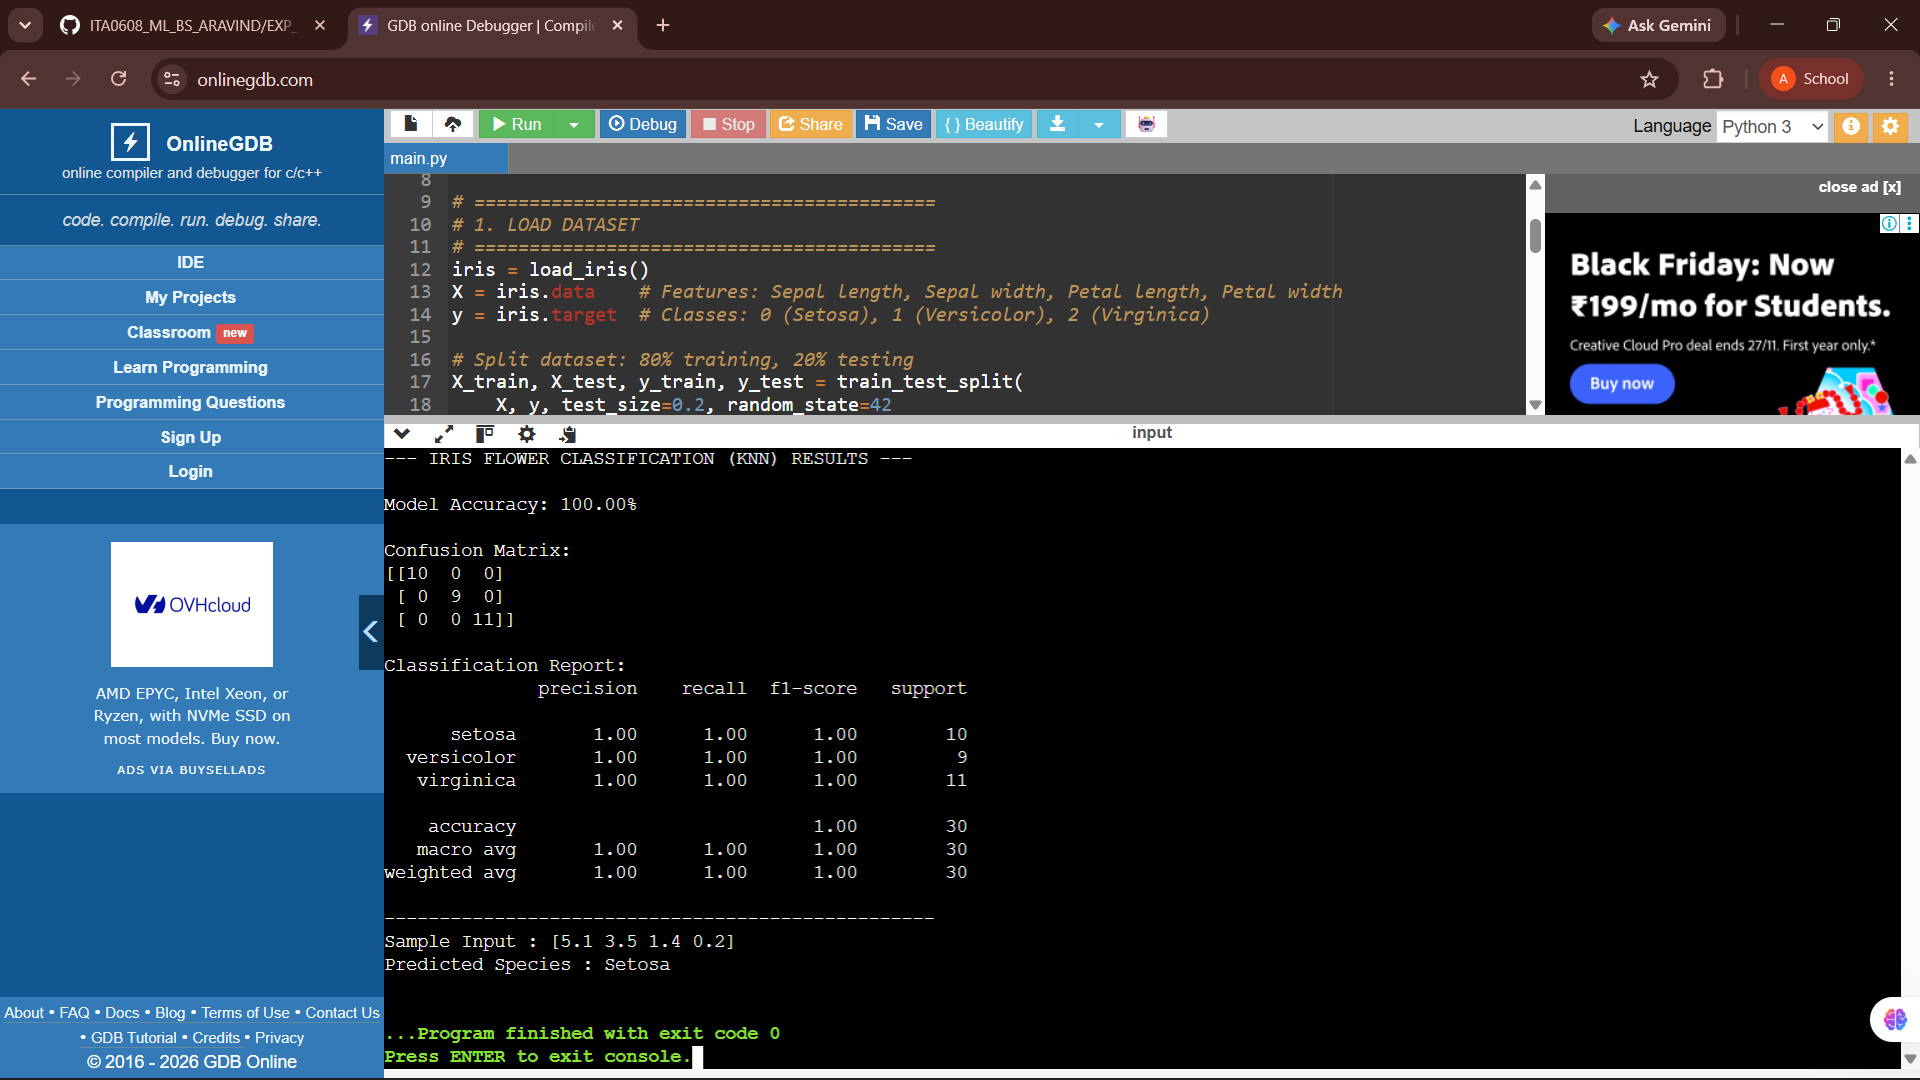 ITA0608_ML_BS_ARAVIND/EXP_
GDB online Debugger | Compile
Ask Gemini
onlinegdb.com
A School
OnlineGDB
online compiler and debugger for c/c++
code. compile. run. debug. share.
IDE
My Projects
Classroom new
Learn Programming
Programming Questions
Sign Up
Login
OVHcloud
AMD EPYC, Intel Xeon, or
Ryzen, with NVMe SSD on
most models. Buy now.
ADS VIA BUYSELLADS
About • FAQ • Docs • Blog • Terms of Use • Contact Us
• GDB Tutorial • Credits • Privacy
© 2016 - 2026 GDB Online
Run Debug Stop Share Save { } Beautify
Language Python 3
main.py
8
9 # ==========================================
10 # 1. LOAD DATASET
11 # ==========================================
12 iris = load_iris()
13 X = iris.data    # Features: Sepal length, Sepal width, Petal length, Petal width
14 y = iris.target  # Classes: 0 (Setosa), 1 (Versicolor), 2 (Virginica)
15
16 # Split dataset: 80% training, 20% testing
17 X_train, X_test, y_train, y_test = train_test_split(
18     X, y, test_size=0.2, random_state=42
close ad [x]
Black Friday: Now
₹199/mo for Students.
Creative Cloud Pro deal ends 27/11. First year only.*
Buy now
input
--- IRIS FLOWER CLASSIFICATION (KNN) RESULTS ---
Model Accuracy: 100.00%
Confusion Matrix:
[[10  0  0]
 [ 0  9  0]
 [ 0  0 11]]
Classification Report:
              precision    recall  f1-score   support
      setosa       1.00      1.00      1.00        10
  versicolor       1.00      1.00      1.00         9
   virginica       1.00      1.00      1.00        11
    accuracy                           1.00        30
   macro avg       1.00      1.00      1.00        30
weighted avg       1.00      1.00      1.00        30
--------------------------------------------------
Sample Input : [5.1 3.5 1.4 0.2]
Predicted Species : Setosa
...Program finished with exit code 0
Press ENTER to exit console.